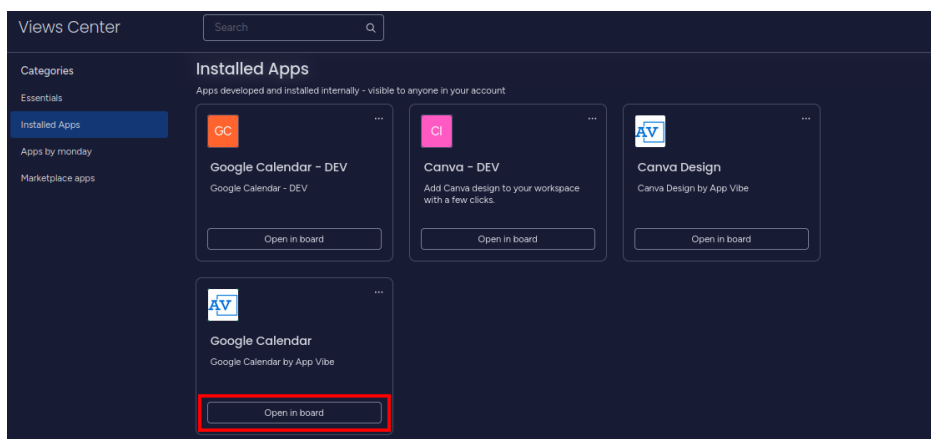 Views Center
Search
Categories
Essentials
Installed Apps
Apps by monday
Marketplace apps
Installed Apps
Apps developed and installed internally - visible to anyone in your account
GC
...
Google Calendar - DEV
Google Calendar - DEV
Open in board
CI
...
Canva - DEV
Add Canva design to your workspace
with a few clicks.
Open in board
AV
...
Canva Design
Canva Design by App Vibe
Open in board
AV
...
Google Calendar
Google Calendar by App Vibe
Open in board